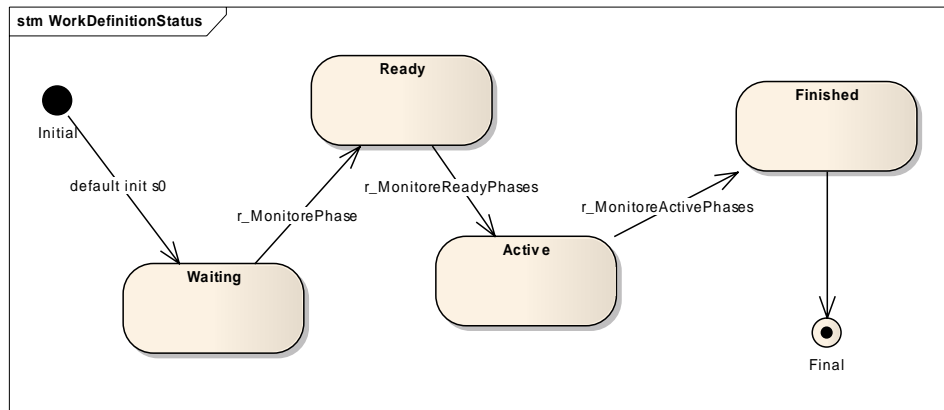 stm WorkDefinitionStatus
Ready
Finished
Initial
default init s0
r_MonitoreReadyPhases
r_MonitorePhase
r_MonitoreActivePhases
Active
Waiting
Final